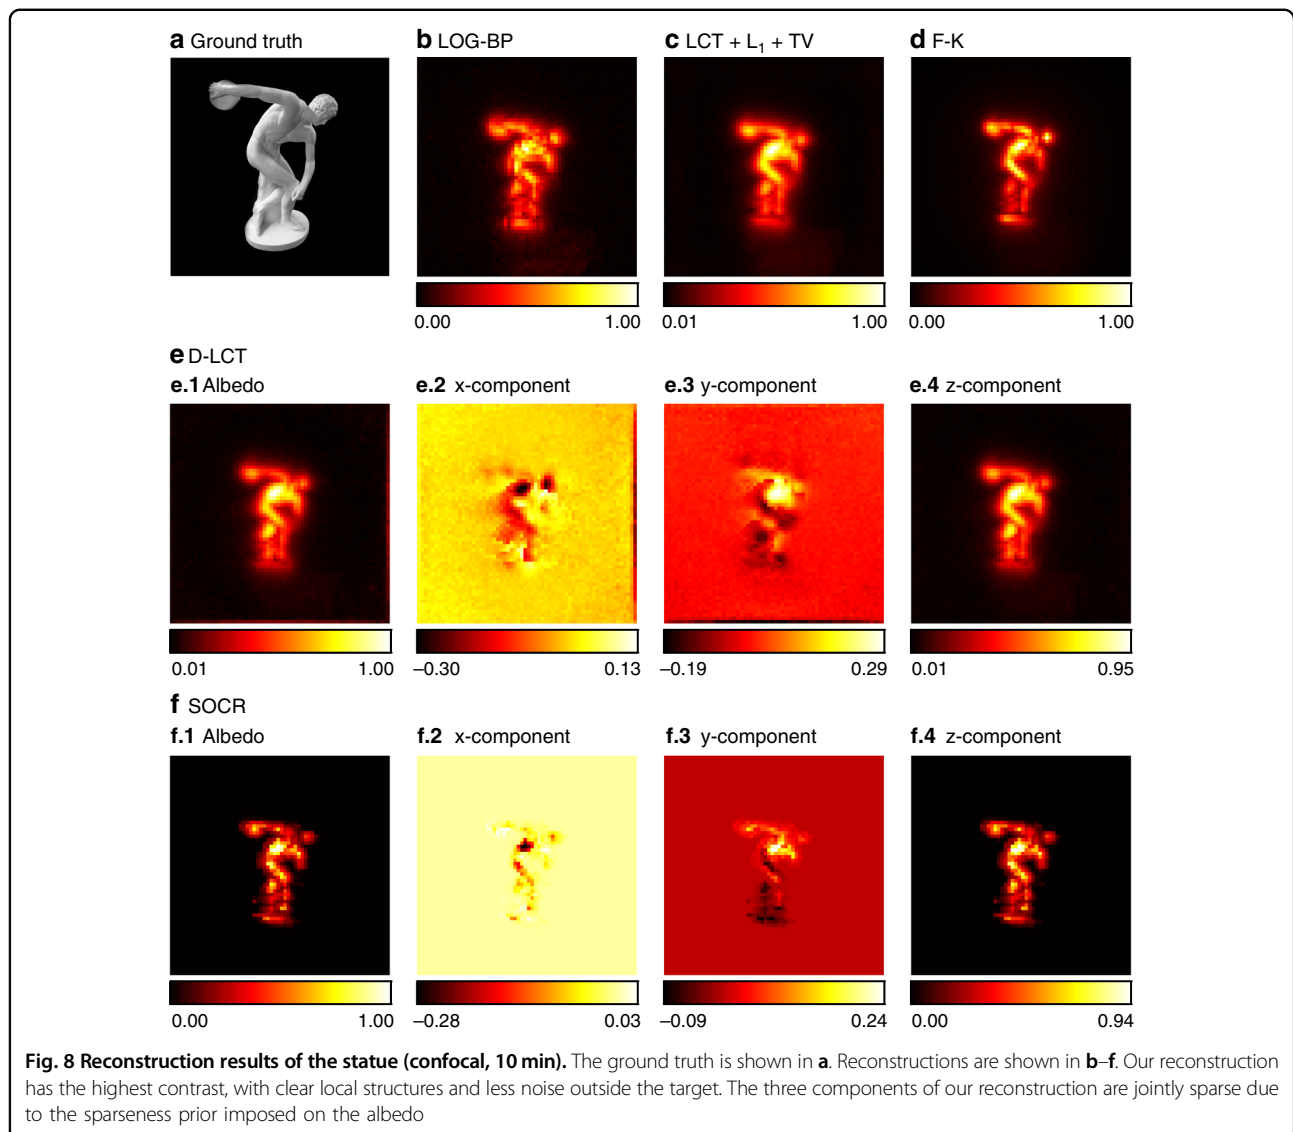 a Ground truth
b LOG-BP
c LCT + L1 + TV
d F-K
0.00 1.00
0.01 1.00
0.00 1.00
e D-LCT
e.1 Albedo
e.2 x-component
e.3 y-component
e.4 z-component
0.01 1.00
−0.30 0.13
−0.19 0.29
0.01 0.95
f SOCR
f.1 Albedo
f.2 x-component
f.3 y-component
f.4 z-component
0.00 1.00
−0.28 0.03
−0.09 0.24
0.00 0.94
Fig. 8 Reconstruction results of the statue (confocal, 10 min). The ground truth is shown in a. Reconstructions are shown in b–f. Our reconstruction
has the highest contrast, with clear local structures and less noise outside the target. The three components of our reconstruction are jointly sparse due
to the sparseness prior imposed on the albedo